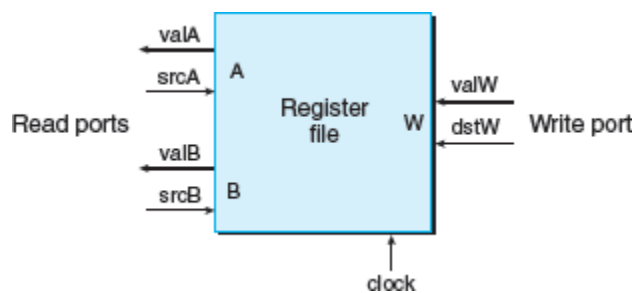 valA
srcA
A
Read ports
valB
srcB
B
Register
file
W
valW
dstW
Write port
clock